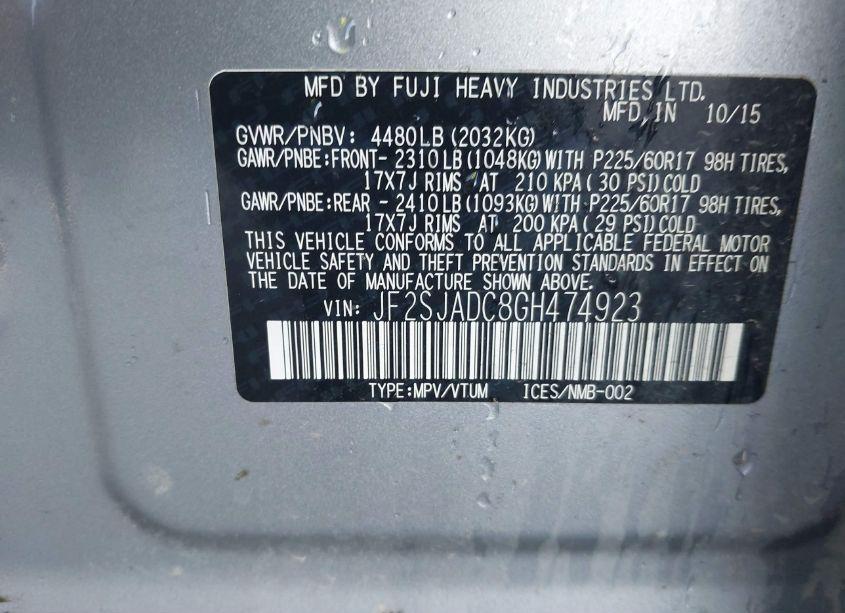 MFD BY FUJI HEAVY INDUSTRIES LTD.
MFD,IN 10/15
GVWR/PNBV: 4480LB(2032KG)
GAWR/PNBE:FRONT- 2310LB(1048KG)WITH P225/60R17 98H TIRES,
17X7J RIMS AT 210 KPA(30 PSI)COLD
GAWR/PNBE:REAR - 2410LB(1093KG)WITH P225/60R17 98H TIRES,
17X7J RIMS AT 200 KPA(29 PSI)COLD
THIS VEHICLE CONFORMS TO ALL APPLICABLE FEDERAL MOTOR
VEHICLE SAFETY AND THEFT PREVENTION STANDARDS IN EFFECT ON
THE DATE OF MANUFACTURE SHOWN ABOVE.
VIN: JF2SJADC8GH474923
TYPE:MPV/VTUM ICES/NMB-002